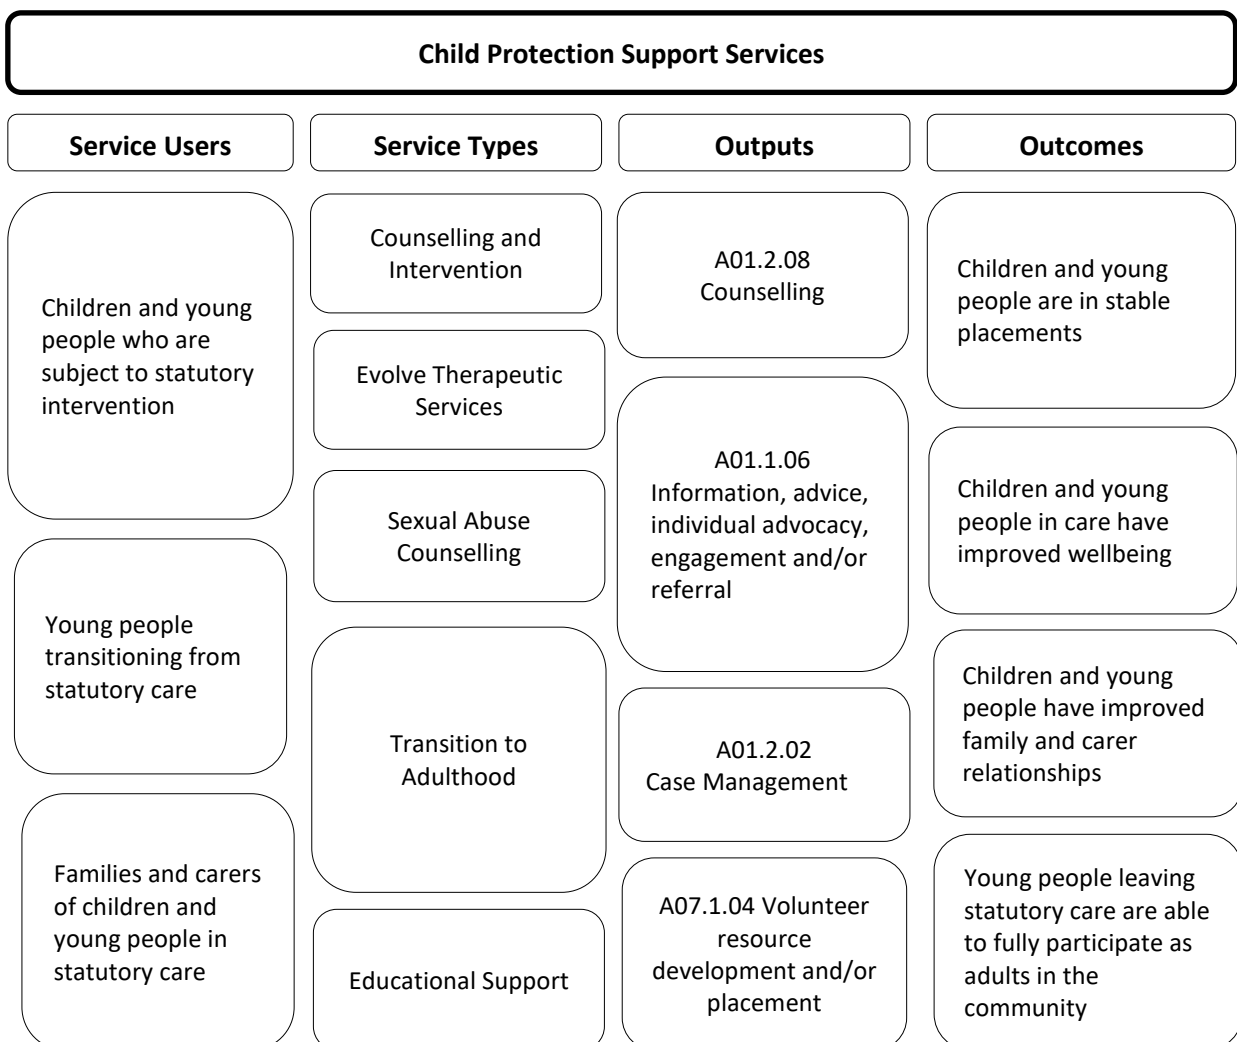 Child Protection Support Services
Service Users
Service Types
Outputs
Outcomes
Children and young
people who are
subject to statutory
intervention
Young people
transitioning from
statutory care
Families and carers
of children and
young people in
statutory care
Counselling and
Intervention
Evolve Therapeutic
Services
Sexual Abuse
Counselling
Transition to
Adulthood
Educational Support
A01.2.08
Counselling
A01.1.06
Information, advice,
individual advocacy,
engagement and/or
referral
A01.2.02
Case Management
A07.1.04 Volunteer
resource
development and/or
placement
Children and young
people are in stable
placements
Children and young
people in care have
improved wellbeing
Children and young
people have improved
family and carer
relationships
Young people leaving
statutory care are able
to fully participate as
adults in the
community